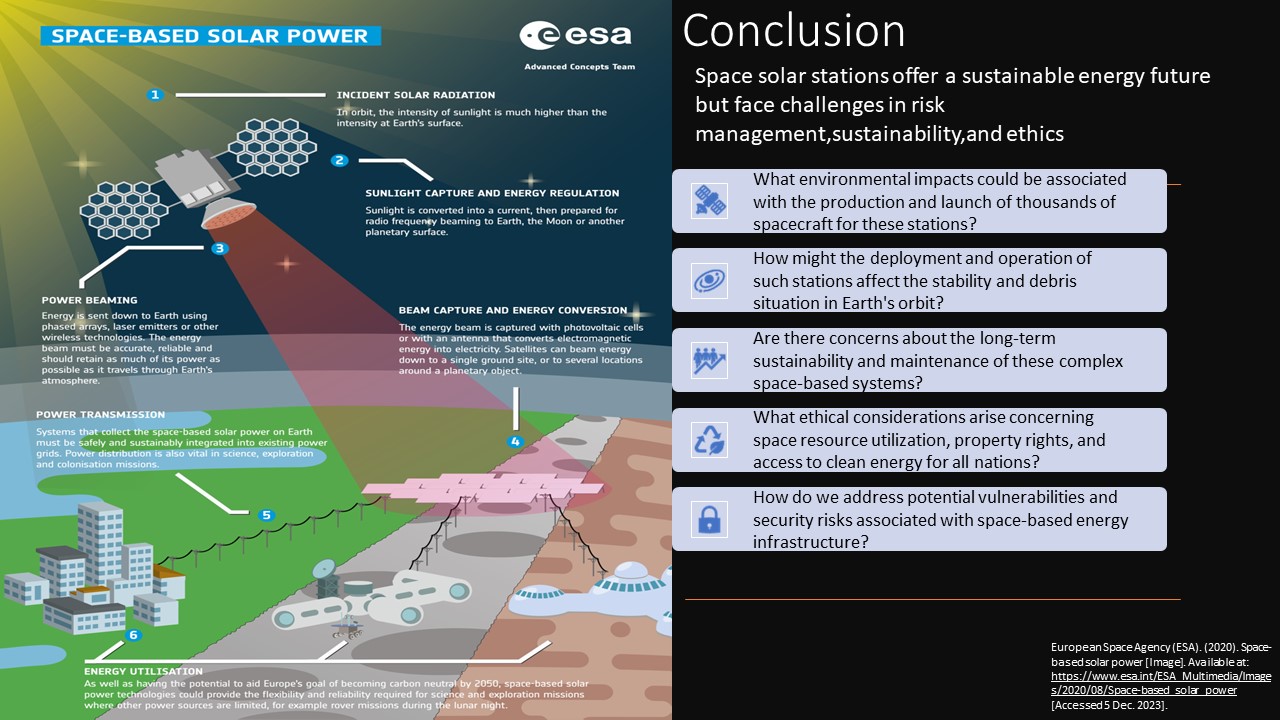 SPACE-BASED SOLAR POWER
esa
Advanced Concepts Team
1
INCIDENT SOLAR RADIATION
In orbit, the intensity of sunlight is much higher than the
intensity at Earth's surface.
2
SUNLIGHT CAPTURE AND ENERGY REGULATION
Sunlight is converted into a current, then prepared for
radio frequency beaming to Earth, the Moon or another
planetary surface.
3
POWER BEAMING
Energy is sent down to Earth using
phased arrays, laser emitters or other
wireless technologies. The energy
beam must be accurate, reliable and
should retain as much of its power as
possible as it travels through Earth's
atmosphere.
BEAM CAPTURE AND ENERGY CONVERSION
The energy beam is captured with photovoltaic cells
or with an antenna that converts electromagnetic
energy into electricity. Satellites can beam energy
down to a single ground site, or to several locations
around a planetary object.
4
POWER TRANSMISSION
Systems that collect the space-based solar power on Earth
must be safely and sustainably integrated into existing power
grids. Power distribution is also vital in science, exploration
and colonisation missions.
5
6
ENERGY UTILISATION
As well as having the potential to aid Europe's goal of becoming carbon neutral by 2050, space-based solar
power technologies could provide the flexibility and reliability required for science and exploration missions
where other power sources are limited, for example rover missions during the lunar night.
Conclusion
Space solar stations offer a sustainable energy future
but face challenges in risk
management,sustainability,and ethics
What environmental impacts could be associated
with the production and launch of thousands of
spacecraft for these stations?
How might the deployment and operation of
such stations affect the stability and debris
situation in Earth's orbit?
Are there concerns about the long-term
sustainability and maintenance of these complex
space-based systems?
What ethical considerations arise concerning
space resource utilization, property rights, and
access to clean energy for all nations?
How do we address potential vulnerabilities and
security risks associated with space-based energy
infrastructure?
European Space Agency (ESA). (2020). Space-
based solar power [Image]. Available at:
https://www.esa.int/ESA_Multimedia/Image
s/2020/08/Space-based_solar_power
[Accessed 5 Dec. 2023].